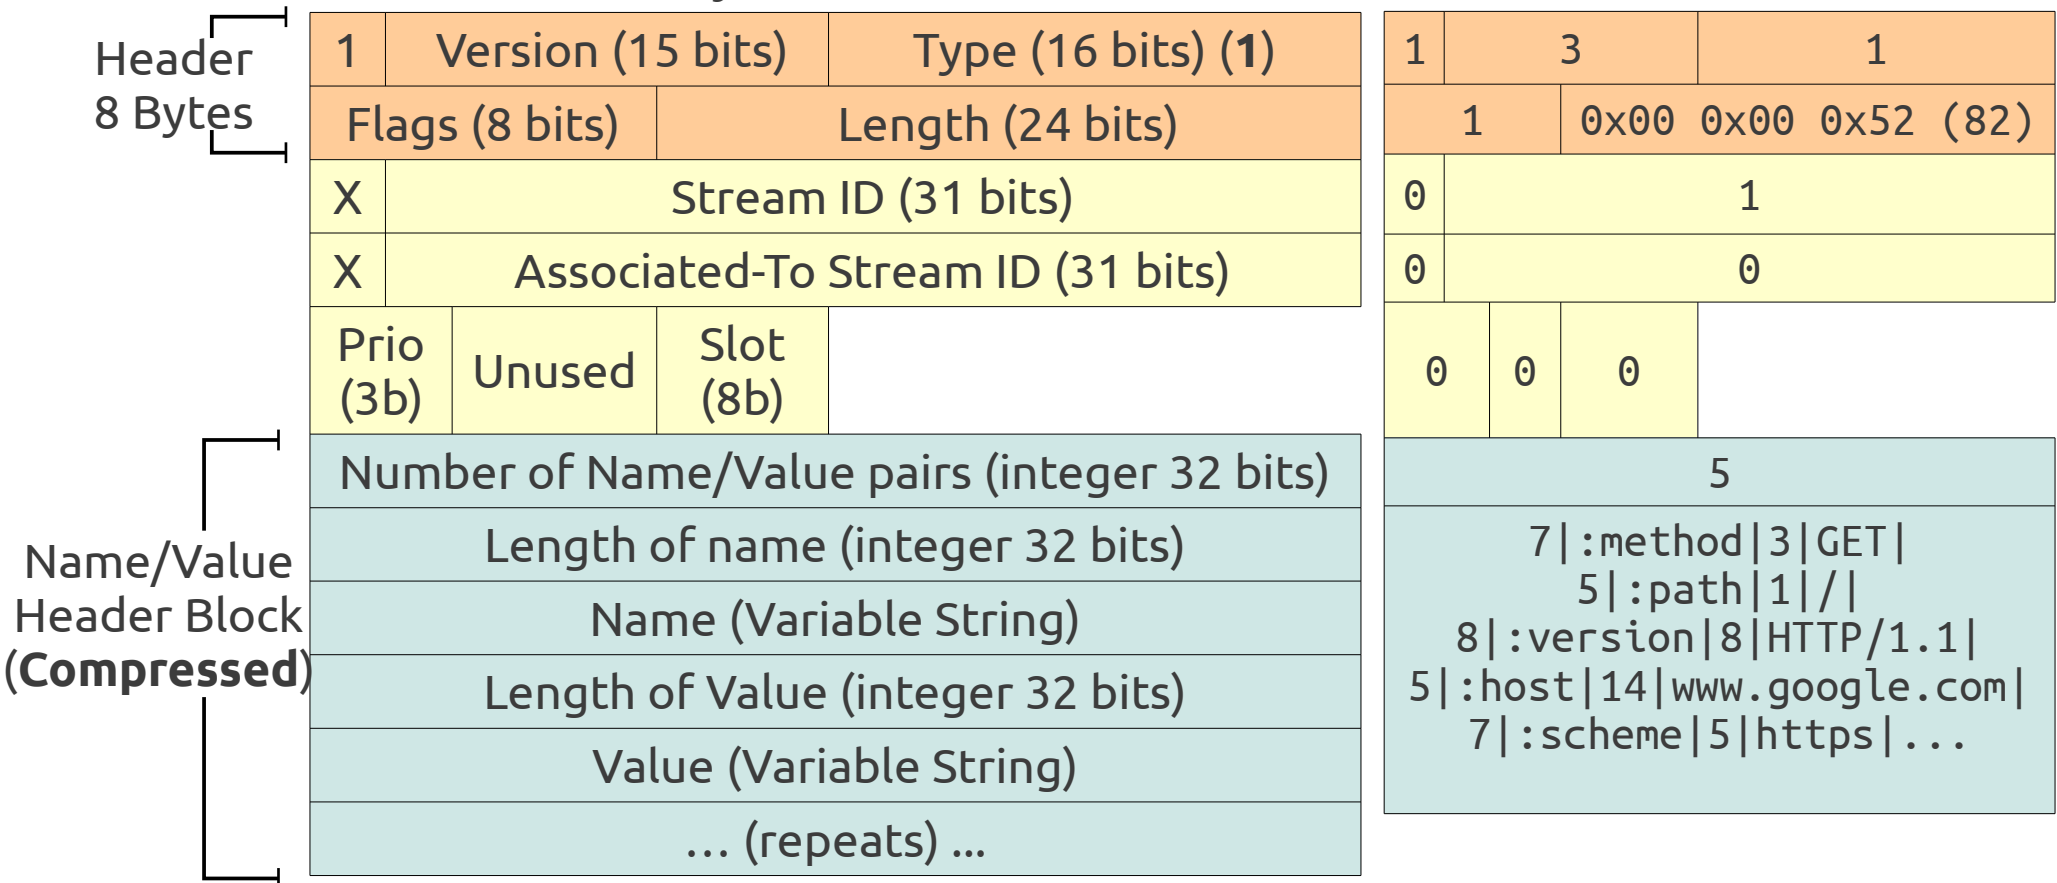 Header
8 Bytes
1 Version (15 bits) Type (16 bits) (1)
Flags (8 bits) Length (24 bits)
X Stream ID (31 bits)
X Associated-To Stream ID (31 bits)
Prio
(3b)
Unused
Slot
(8b)
Name/Value
Header Block
(Compressed)
Number of Name/Value pairs (integer 32 bits)
Length of name (integer 32 bits)
Name (Variable String)
Length of Value (integer 32 bits)
Value (Variable String)
... (repeats) ...
1 3 1
1 0x00 0x00 0x52 (82)
0 1
0 0
0 0 0
5
7|:method|3|GET|
5|:path|1|/|
8|:version|8|HTTP/1.1|
5|:host|14|www.google.com|
7|:scheme|5|https|...